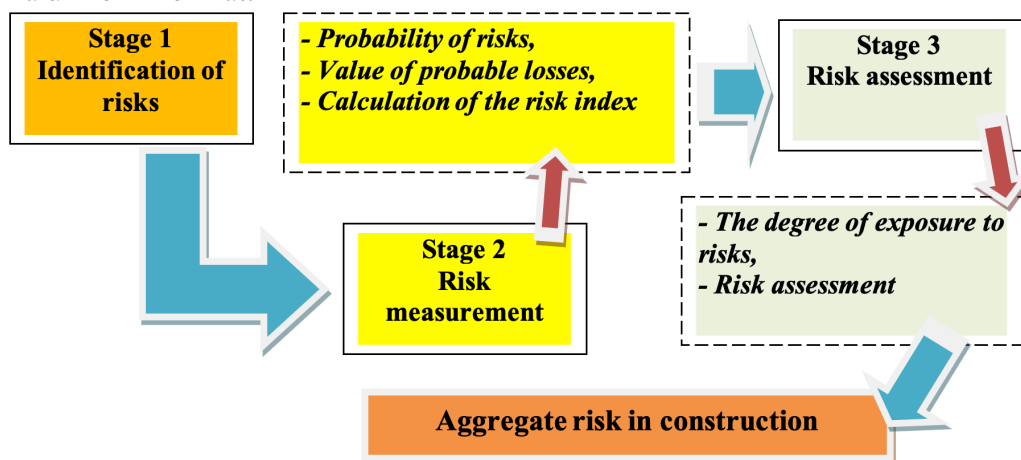 Stage 1
Identification of
risks
- Probability of risks,
- Value of probable losses,
- Calculation of the risk index
Stage 3
Risk assessment
Stage 2
Risk
measurement
- The degree of exposure to
risks,
- Risk assessment
Aggregate risk in construction